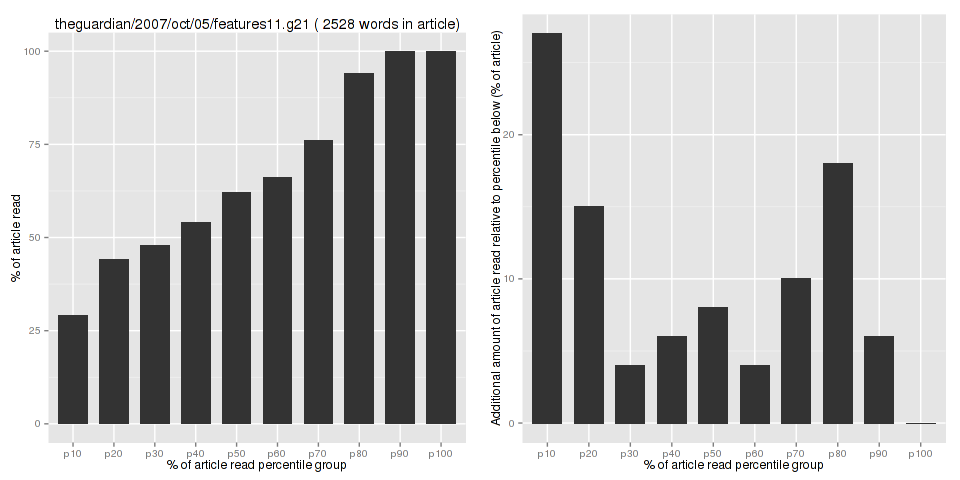 theguardian/2007/oct/05/features11.g21 ( 2528 words in article)
% of article read
100
75
50
25
0
p10 p20 p30 p40 p50 p60 p70 p80 p90 p100
% of article read percentile group
Additional amount of article read relative to percentile below (% of article)
20
10
0
p10 p20 p30 p40 p50 p60 p70 p80 p90 p100
% of article read percentile group